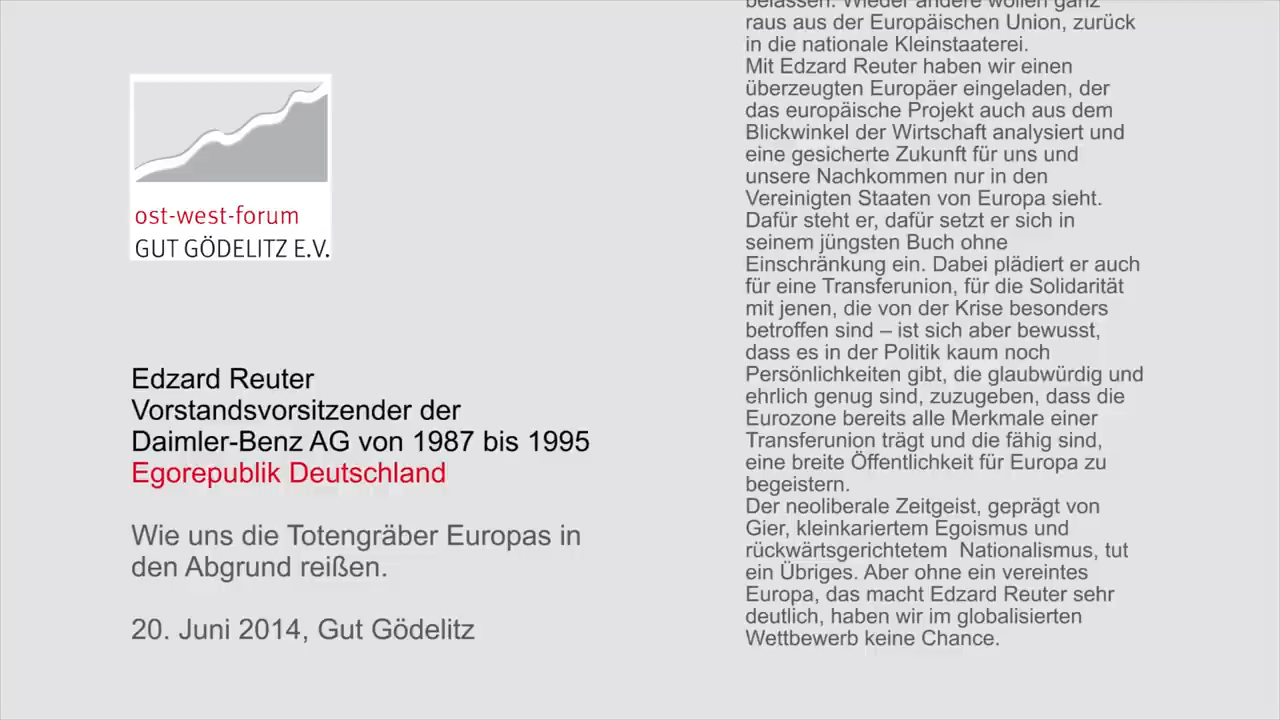 ost-west-forum
GUT GÖDELITZ E.V.
Edzard Reuter
Vorstandsvorsitzender der
Daimler-Benz AG von 1987 bis 1995
Egorepublik Deutschland
Wie uns die Totengräber Europas in
den Abgrund reißen.
20. Juni 2014, Gut Gödelitz
belassen. Wieder andere wollen ganz
raus aus der Europäischen Union, zurück
in die nationale Kleinstaaterei.
Mit Edzard Reuter haben wir einen
überzeugten Europäer eingeladen, der
das europäische Projekt auch aus dem
Blickwinkel der Wirtschaft analysiert und
eine gesicherte Zukunft für uns und
unsere Nachkommen nur in den
Vereinigten Staaten von Europa sieht.
Dafür steht er, dafür setzt er sich in
seinem jüngsten Buch ohne
Einschränkung ein. Dabei plädiert er auch
für eine Transferunion, für die Solidarität
mit jenen, die von der Krise besonders
betroffen sind – ist sich aber bewusst,
dass es in der Politik kaum noch
Persönlichkeiten gibt, die glaubwürdig und
ehrlich genug sind, zuzugeben, dass die
Eurozone bereits alle Merkmale einer
Transferunion trägt und die fähig sind,
eine breite Öffentlichkeit für Europa zu
begeistern.
Der neoliberale Zeitgeist, geprägt von
Gier, kleinkariertem Egoismus und
rückwärtsgerichtetem  Nationalismus, tut
ein Übriges. Aber ohne ein vereintes
Europa, das macht Edzard Reuter sehr
deutlich, haben wir im globalisierten
Wettbewerb keine Chance.